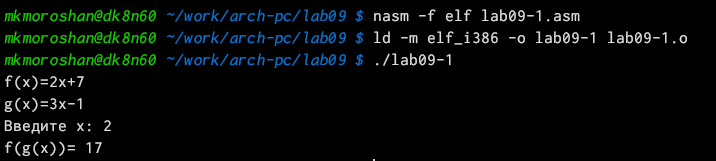 mkmoroshan@dk8n60 ~/work/arch-pc/lab09 $ nasm -f elf lab09-1.asm
mkmoroshan@dk8n60 ~/work/arch-pc/lab09 $ ld -m elf_i386 -o lab09-1 lab09-1.o
mkmoroshan@dk8n60 ~/work/arch-pc/lab09 $ ./lab09-1
f(x)=2x+7
g(x)=3x-1
Введите x: 2
f(g(x))= 17